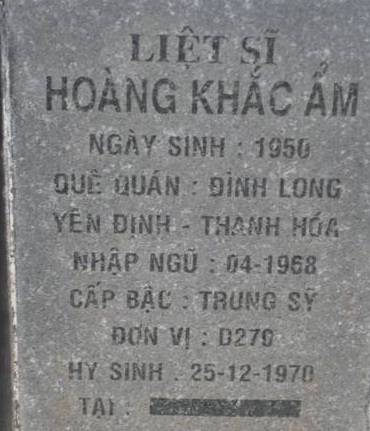 LIỆT SĨ
HOÀNG KHẮC ẨM
NGÀY SINH : 1950
QUÊ QUÁN : ĐÌNH LONG
YÊN ĐỊNH - THANH HÓA
NHẬP NGŨ : 04-1968
CẤP BẬC : TRUNG SỸ
ĐƠN VỊ : D270
HY SINH : 25-12-1970
TẠI :